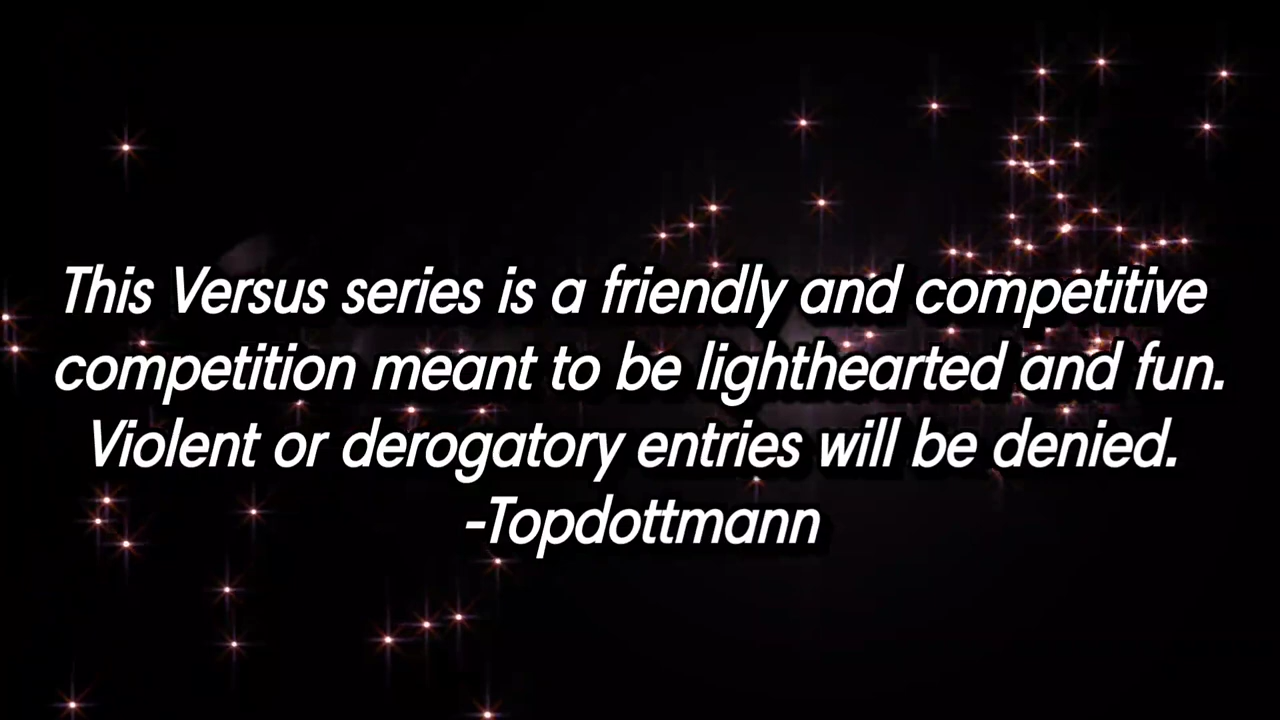 This Versus series is a friendly and competitive
competition meant to be lighthearted and fun.
Violent or derogatory entries will be denied.
-Topdottmann